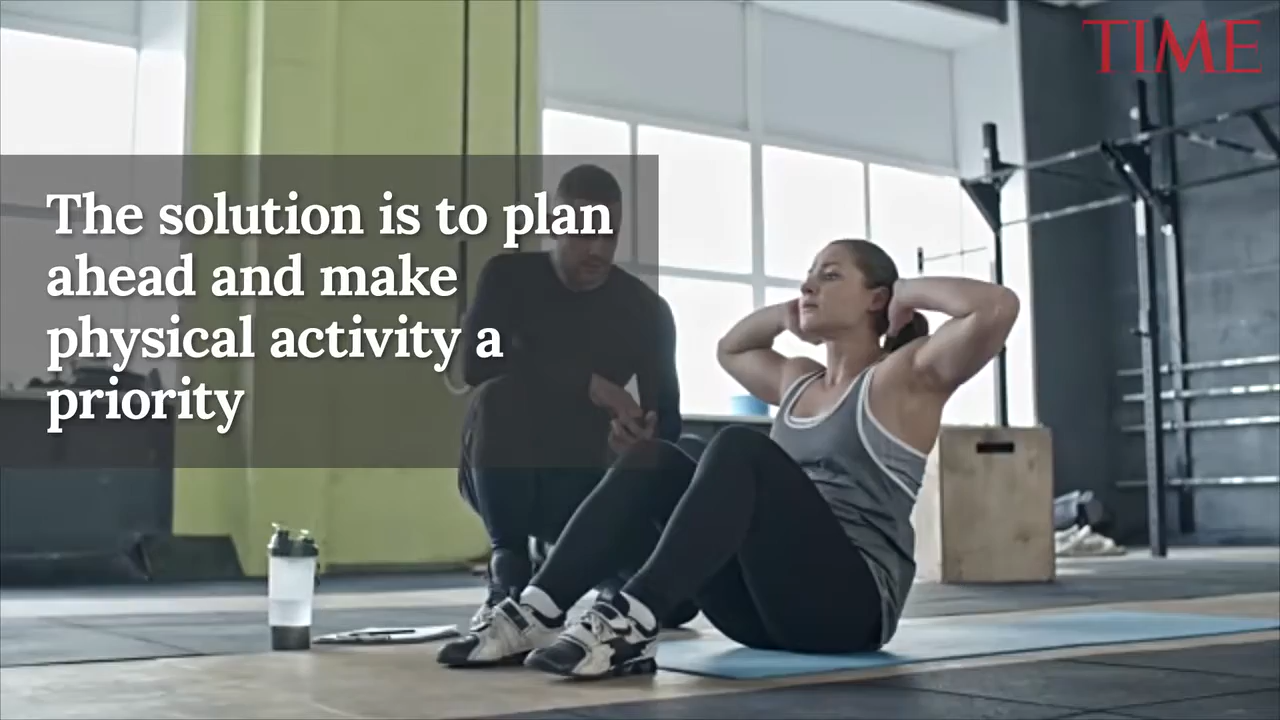 TIME
The solution is to plan
ahead and make
physical activity a
priority